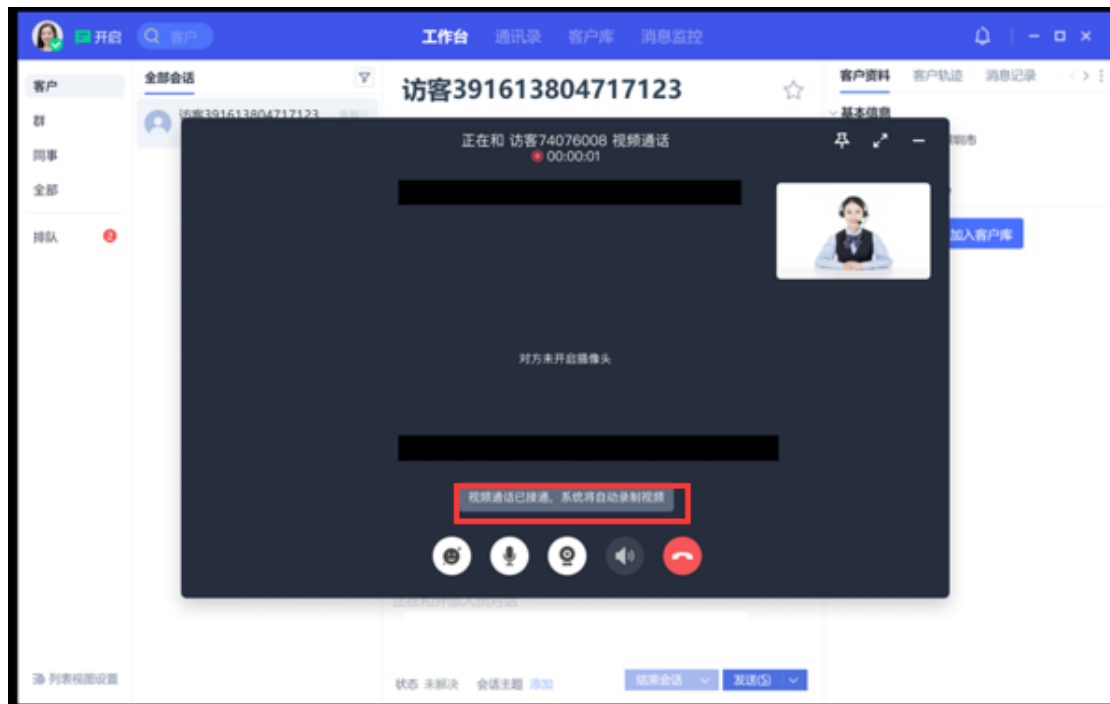 开启
客户
工作台 通讯录 客户库 消息监控
客户
群
同事
全部
排队 2
列表视图设置
全部会话
访客391613804717123
访客391613804717123
客户资料 客户轨迹 消息记录
基本信息
加入客户库
正在和 访客74076008 视频通话
00:00:01
对方未开启摄像头
视频通话已接通，系统将自动录制视频
状态 未解决 会话主题 添加
结束会话
发送(S)